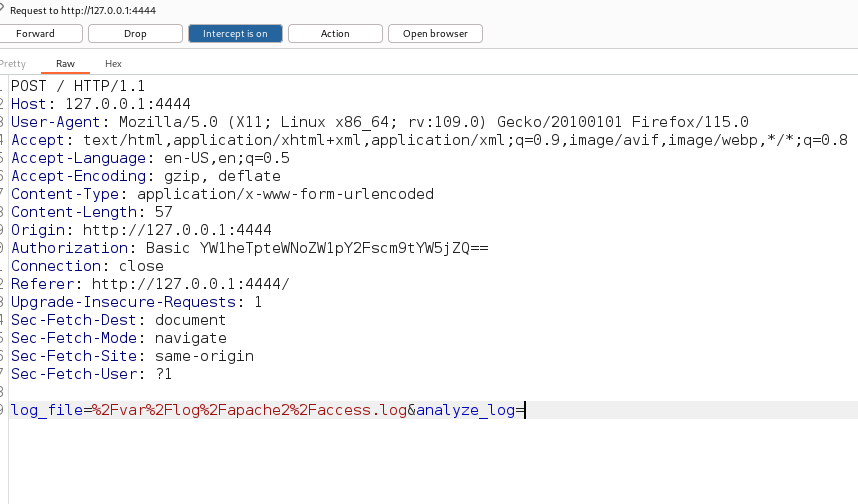 Request to http://127.0.0.1:4444
Forward Drop Intercept is on Action Open browser
Pretty Raw Hex
POST / HTTP/1.1
Host: 127.0.0.1:4444
User-Agent: Mozilla/5.0 (X11; Linux x86_64; rv:109.0) Gecko/20100101 Firefox/115.0
Accept: text/html,application/xhtml+xml,application/xml;q=0.9,image/avif,image/webp,*/*;q=0.8
Accept-Language: en-US,en;q=0.5
Accept-Encoding: gzip, deflate
Content-Type: application/x-www-form-urlencoded
Content-Length: 57
Origin: http://127.0.0.1:4444
Authorization: Basic YW1heTpteWNoZW1pY2Fscm9tYW5jZQ==
Connection: close
Referer: http://127.0.0.1:4444/
Upgrade-Insecure-Requests: 1
Sec-Fetch-Dest: document
Sec-Fetch-Mode: navigate
Sec-Fetch-Site: same-origin
Sec-Fetch-User: ?1
log_file=%2Fvar%2Flog%2Fapache2%2Faccess.log&analyze_log=